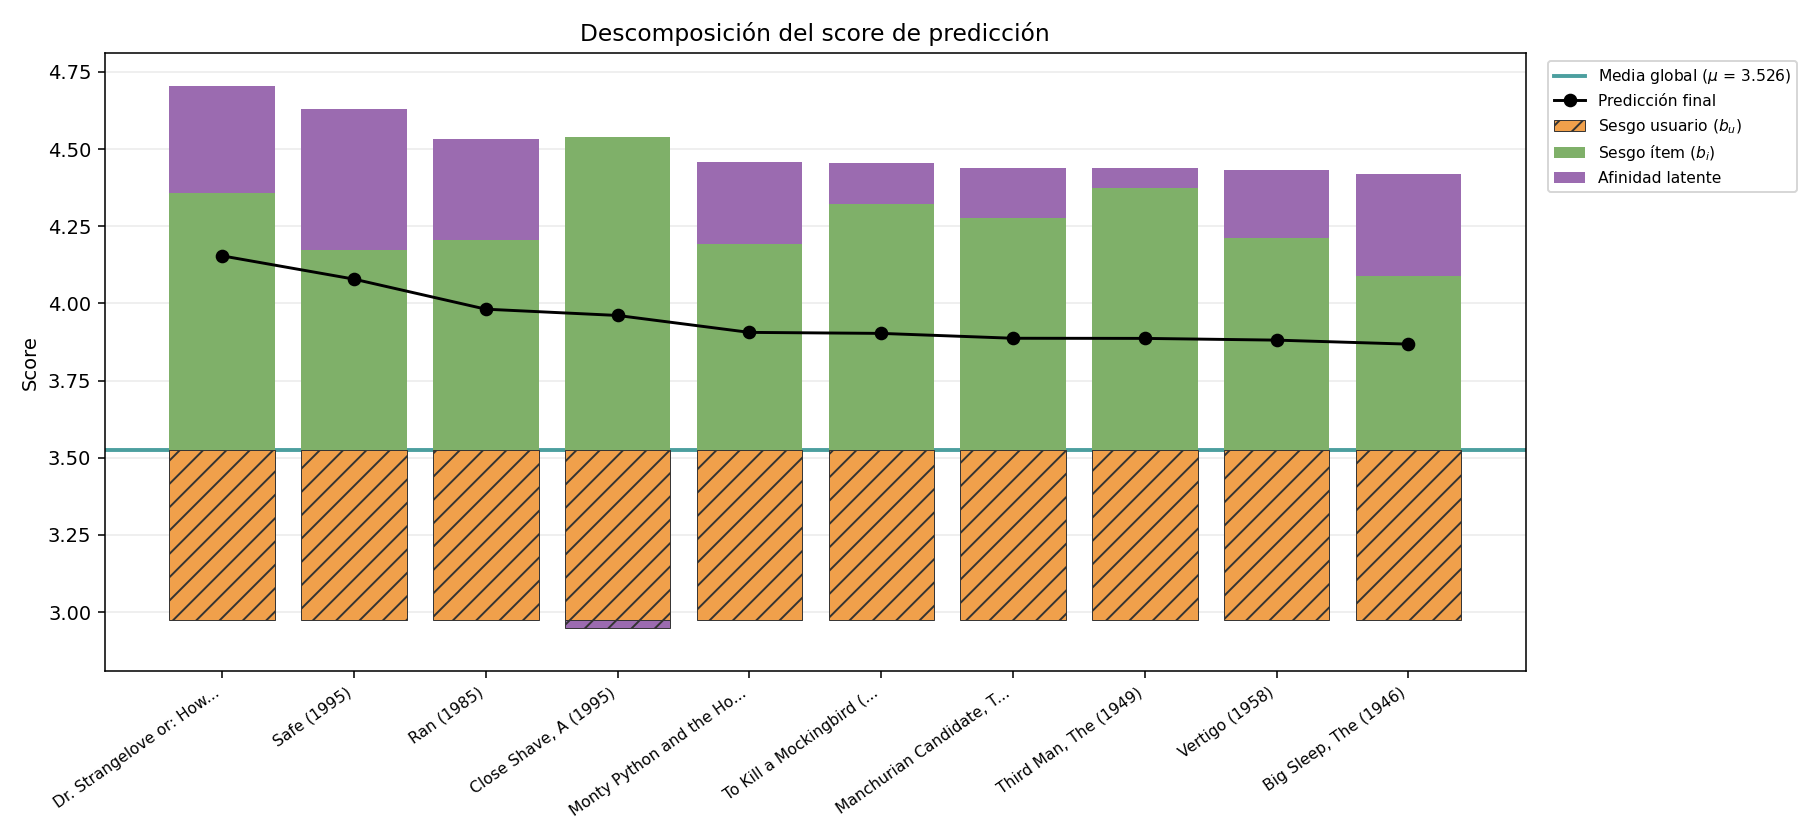 Descomposición del score de predicción
Score
4.75
4.50
4.25
4.00
3.75
3.50
3.25
3.00
Media global (μ = 3.526)
Predicción final
Sesgo usuario (b_u)
Sesgo ítem (b_i)
Afinidad latente
Dr. Strangelove or: How...
Safe (1995)
Ran (1985)
Close Shave, A (1995)
Monty Python and the Ho...
To Kill a Mockingbird (...
Manchurian Candidate, T...
Third Man, The (1949)
Vertigo (1958)
Big Sleep, The (1946)